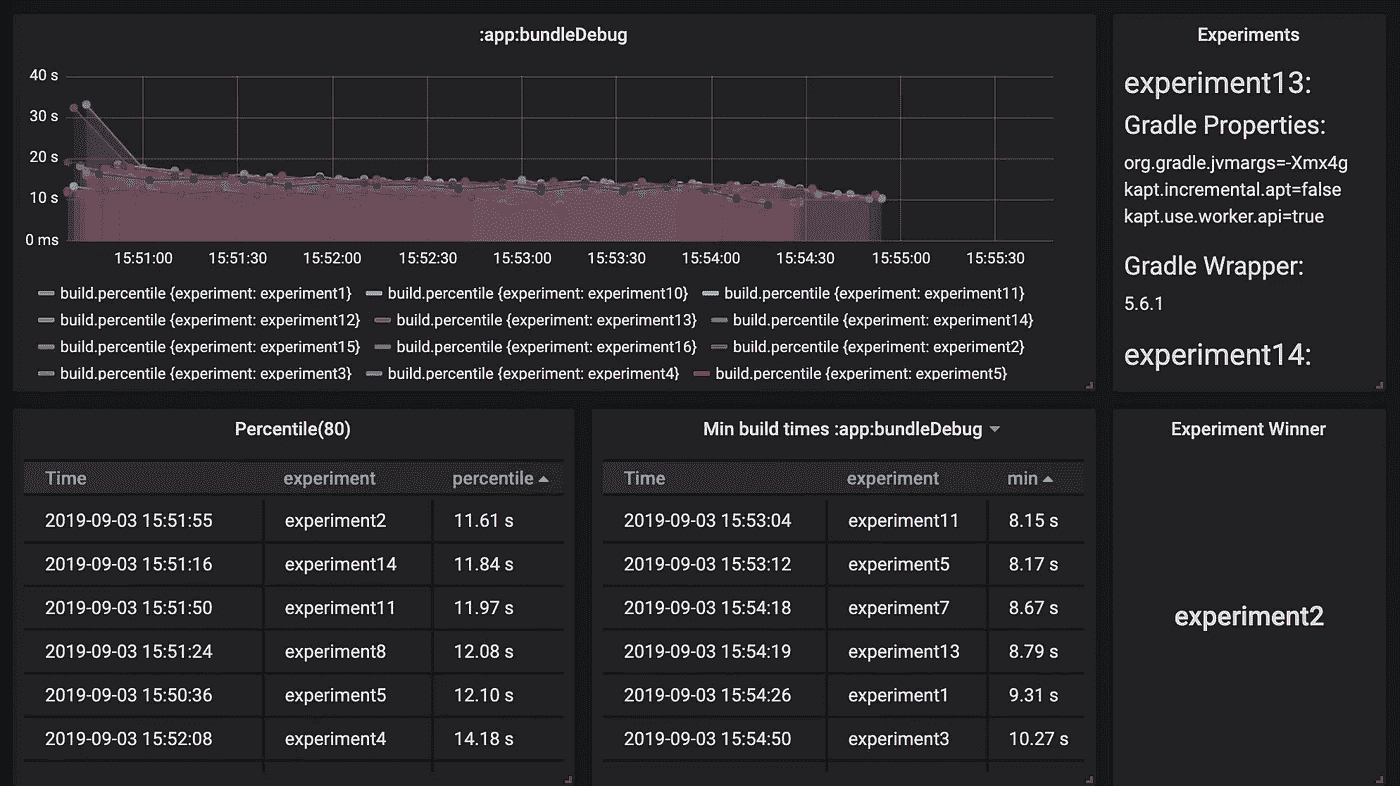 :app:bundleDebug
40 s
30 s
20 s
10 s
0 ms
15:51:00 15:51:30 15:52:00 15:52:30 15:53:00 15:53:30 15:54:00 15:54:30 15:55:00 15:55:30
build.percentile {experiment: experiment1} build.percentile {experiment: experiment10} build.percentile {experiment: experiment11}
build.percentile {experiment: experiment12} build.percentile {experiment: experiment13} build.percentile {experiment: experiment14}
build.percentile {experiment: experiment15} build.percentile {experiment: experiment16} build.percentile {experiment: experiment2}
build.percentile {experiment: experiment3} build.percentile {experiment: experiment4} build.percentile {experiment: experiment5}
Experiments
experiment13:
Gradle Properties:
org.gradle.jvmargs=-Xmx4g
kapt.incremental.apt=false
kapt.use.worker.api=true
Gradle Wrapper:
5.6.1
experiment14:
Percentile(80)
Time experiment percentile
2019-09-03 15:51:55 experiment2 11.61 s
2019-09-03 15:51:16 experiment14 11.84 s
2019-09-03 15:51:50 experiment11 11.97 s
2019-09-03 15:51:24 experiment8 12.08 s
2019-09-03 15:50:36 experiment5 12.10 s
2019-09-03 15:52:08 experiment4 14.18 s
Min build times :app:bundleDebug
Time experiment min
2019-09-03 15:53:04 experiment11 8.15 s
2019-09-03 15:53:12 experiment5 8.17 s
2019-09-03 15:54:18 experiment7 8.67 s
2019-09-03 15:54:19 experiment13 8.79 s
2019-09-03 15:54:26 experiment1 9.31 s
2019-09-03 15:54:50 experiment3 10.27 s
Experiment Winner
experiment2